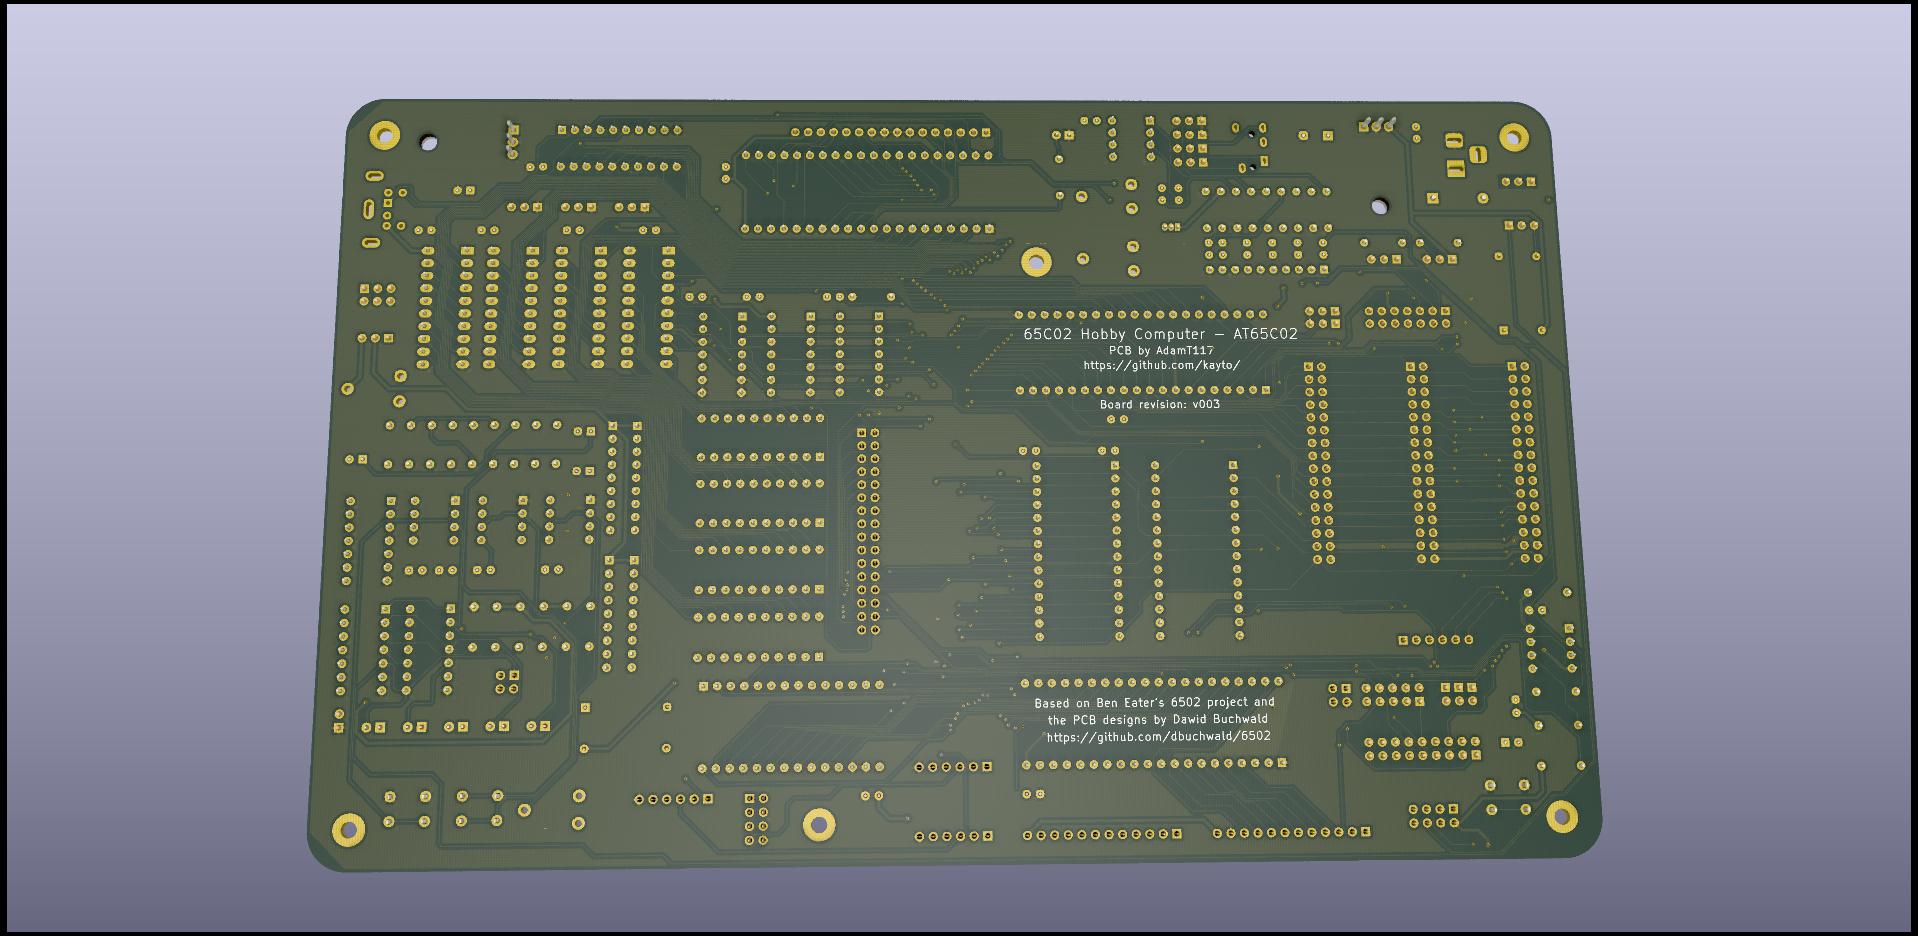 65C02 Hobby Computer – AT65C02
PCB by AdamT117
https://github.com/kayto/
Board revision: v003
Based on Ben Eater's 6502 project and
the PCB designs by Dawid Buchwald
https://github.com/dbuchwald/6502